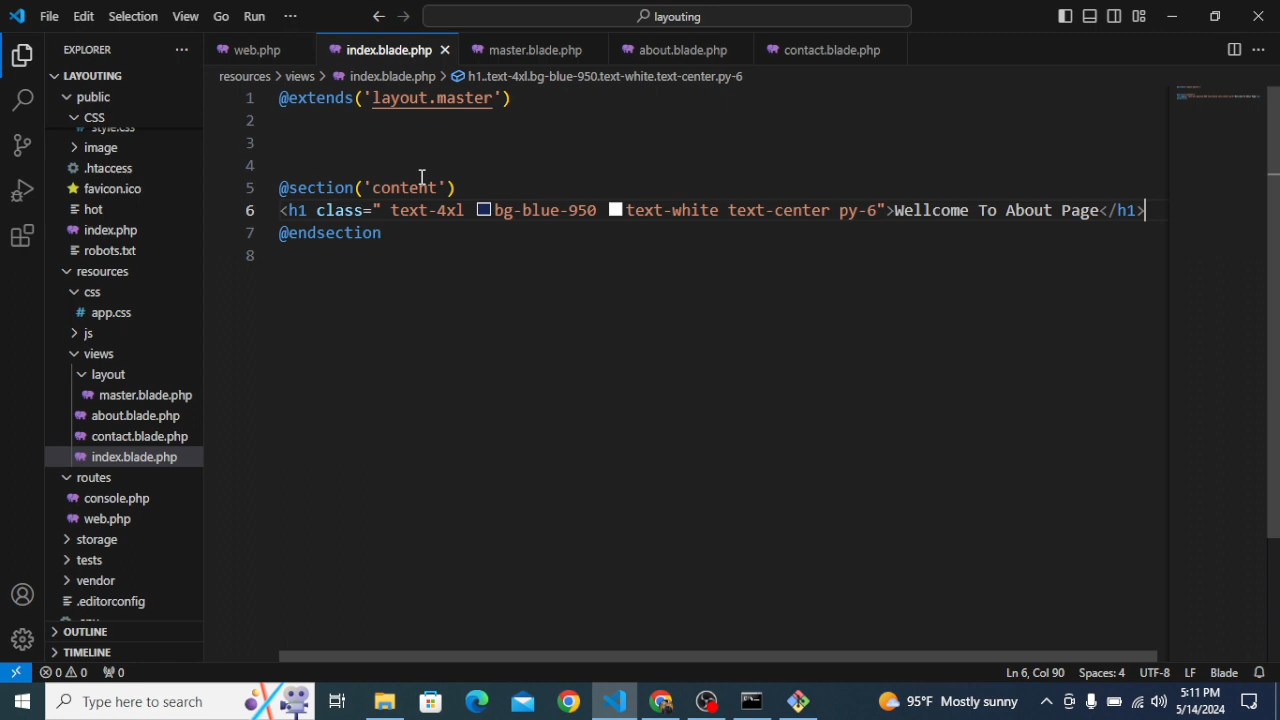 File Edit Selection View Go Run ··· layouting
EXPLORER ··· web.php index.blade.php master.blade.php about.blade.php contact.blade.php
resources > views > index.blade.php > h1.text-4xl.bg-blue-950.text-white.text-center.py-6
LAYOUTING
public
CSS
style.css
image
.htaccess
favicon.ico
hot
index.php
robots.txt
resources
css
app.css
js
views
layout
master.blade.php
about.blade.php
contact.blade.php
index.blade.php
routes
console.php
web.php
storage
tests
vendor
.editorconfig
OUTLINE
TIMELINE
1 @extends('layout.master')
2
3
4
5 @section('content')
6 <h1 class=" text-4xl bg-blue-950 text-white text-center py-6">Wellcome To About Page</h1>
7 @endsection
8
0 0 0 Ln 6, Col 90 Spaces: 4 UTF-8 LF Blade
Type here to search 95°F Mostly sunny 5:11 PM
5/14/2024